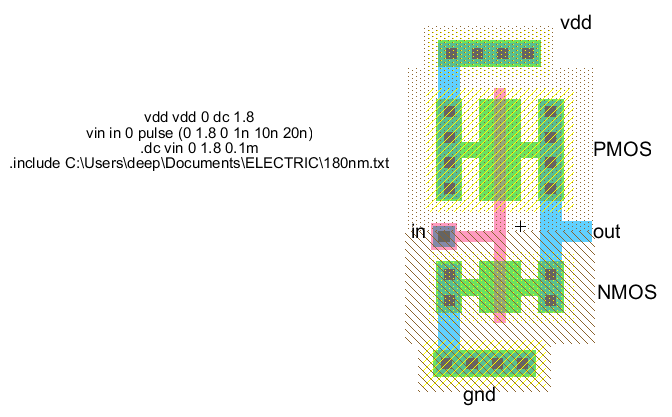 vdd
vdd vdd 0 dc 1.8
vin in 0 pulse (0 1.8 0 1n 10n 20n)
.dc vin 0 1.8 0.1m
.include C:\Users\deep\Documents\ELECTRIC\180nm.txt
PMOS
in
out
NMOS
gnd